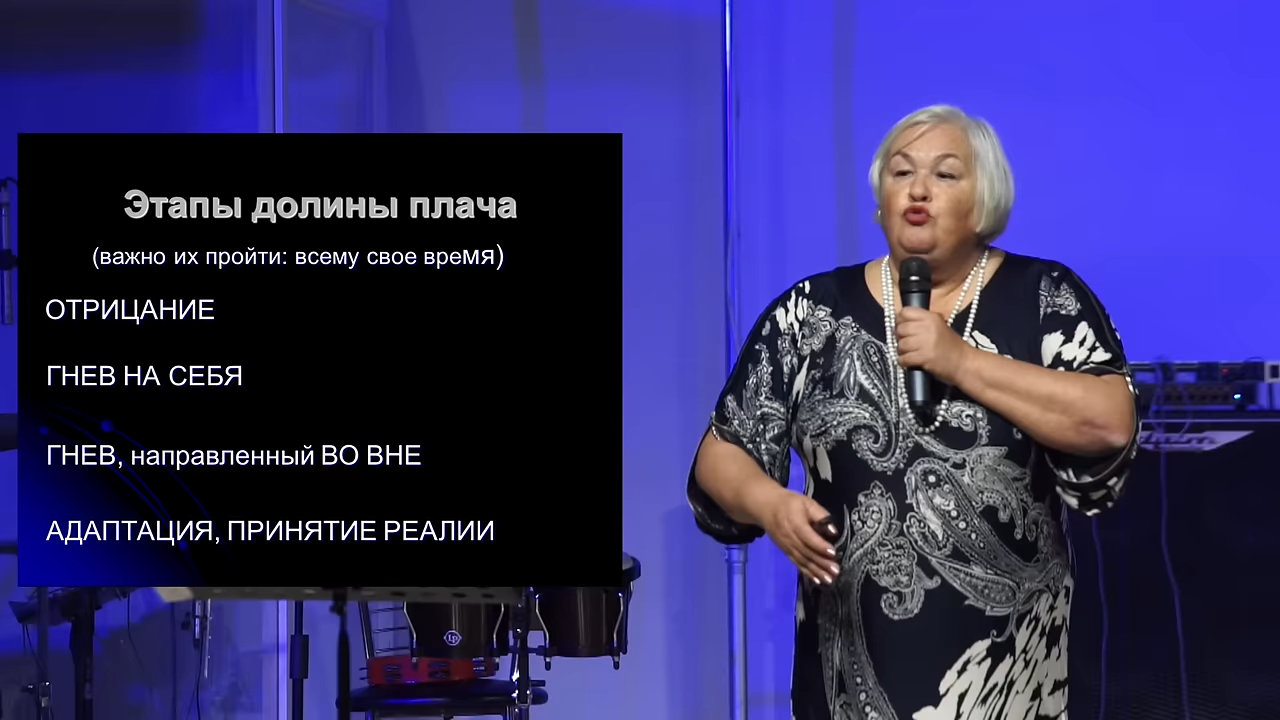 Этапы долины плача
(важно их пройти: всему свое время)
ОТРИЦАНИЕ
ГНЕВ НА СЕБЯ
ГНЕВ, направленный ВО ВНЕ
АДАПТАЦИЯ, ПРИНЯТИЕ РЕАЛИИ
LP